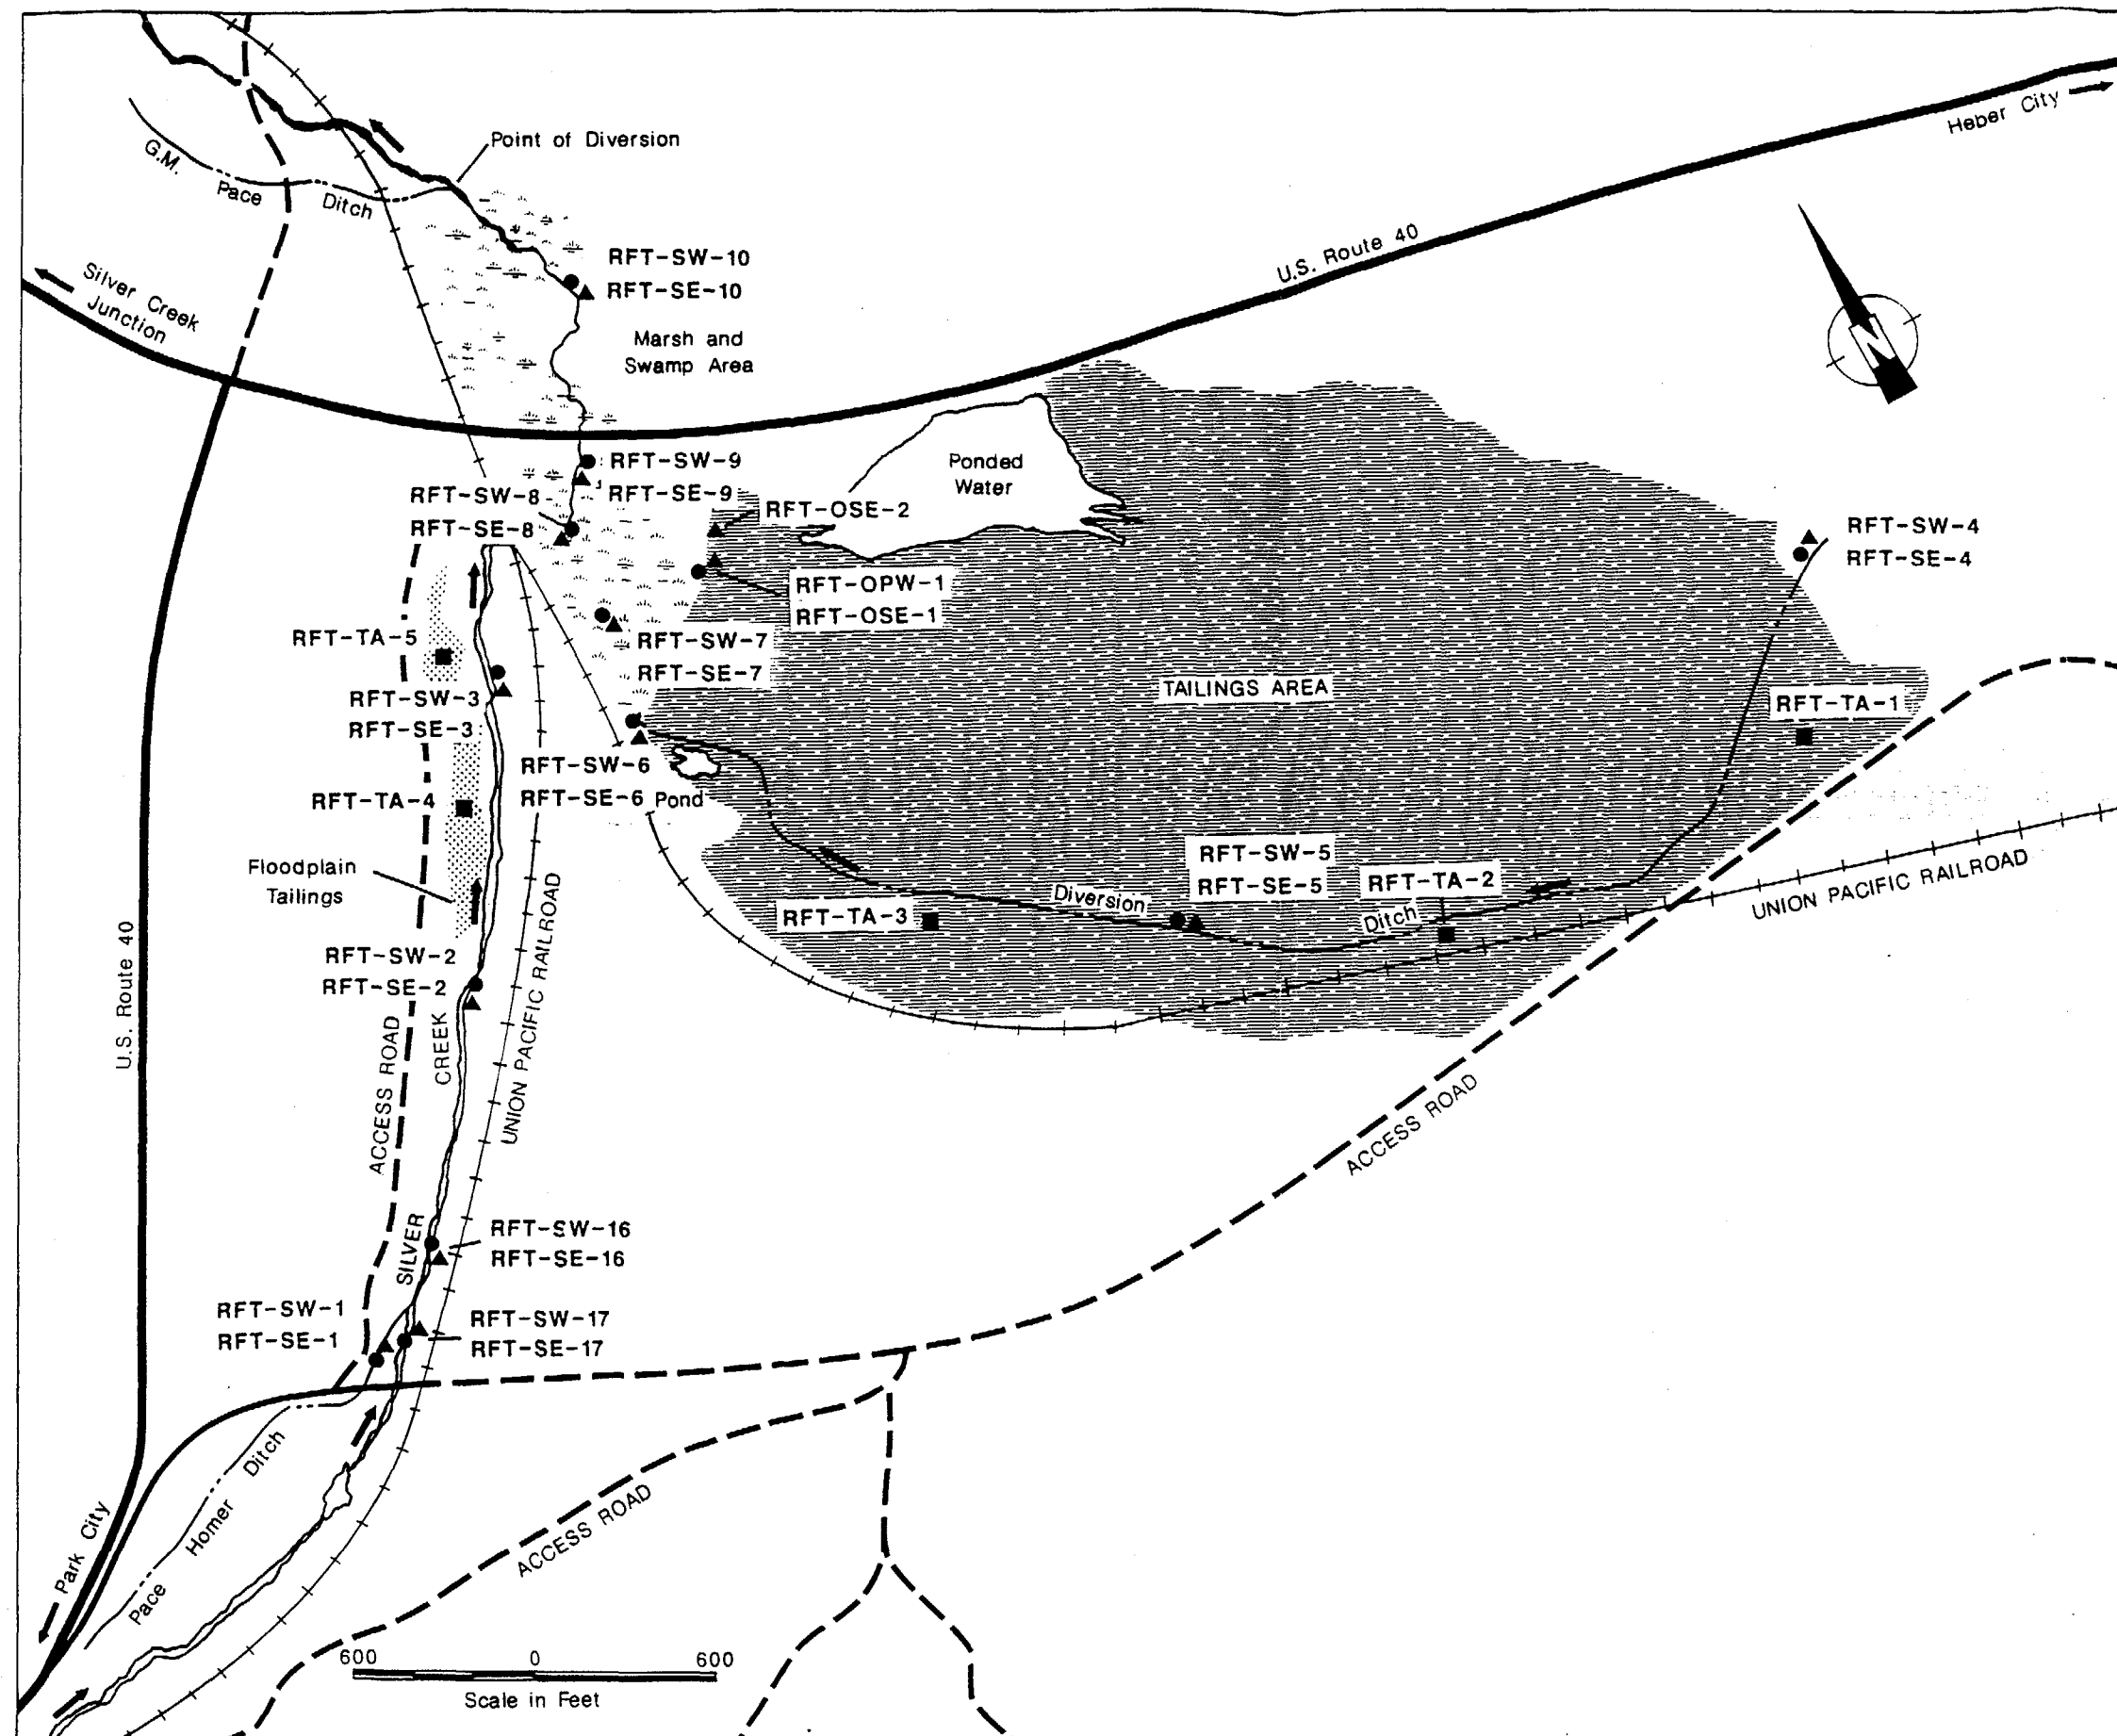 Heber City
Point of Diversion
G.M.
Pace
Ditch
U.S. Route 40
RFT-SW-10
RFT-SE-10
Silver Creek
Junction
Marsh and
Swamp Area
RFT-SW-9
RFT-SE-9
Ponded
Water
RFT-SW-8
RFT-SE-8
RFT-OSE-2
RFT-SW-4
RFT-SE-4
RFT-OPW-1
RFT-OSE-1
RFT-TA-5
RFT-SW-7
RFT-SE-7
RFT-SW-3
RFT-SE-3
TAILINGS AREA
RFT-TA-1
RFT-SW-6
RFT-SE-6
Pond
RFT-TA-4
Floodplain
Tailings
RFT-SW-5
RFT-SE-5
RFT-TA-2
UNION PACIFIC RAILROAD
Diversion
Ditch
RFT-TA-3
UNION PACIFIC RAILROAD
RFT-SW-2
RFT-SE-2
U.S. Route 40
ACCESS ROAD
CREEK
SILVER
ACCESS ROAD
RFT-SW-16
RFT-SE-16
RFT-SW-1
RFT-SE-1
RFT-SW-17
RFT-SE-17
Ditch
Homer
Pace
Park City
ACCESS ROAD
600 0 600
Scale in Feet
N